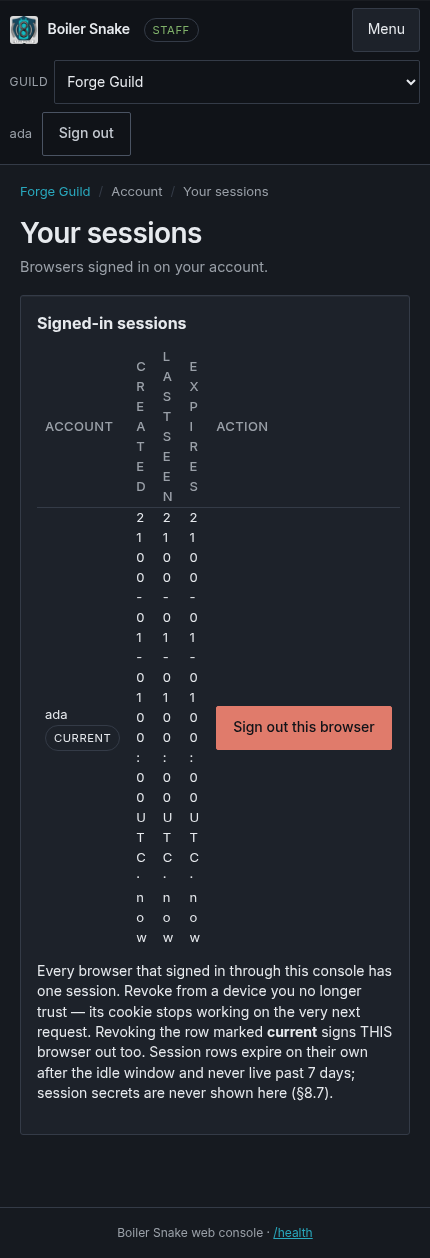 Boiler Snake STAFF Menu
GUILD Forge Guild
ada Sign out
Forge Guild / Account / Your sessions
Your sessions
Browsers signed in on your account.
Signed-in sessions
ACCOUNT CREATED LAST SEEN EXPIRES ACTION
ada CURRENT 2100-01-01 00:00 UTC · now 2100-01-01 00:00 UTC · now 2100-01-01 00:00 UTC · now Sign out this browser
Every browser that signed in through this console has
one session. Revoke from a device you no longer
trust — its cookie stops working on the very next
request. Revoking the row marked current signs THIS
browser out too. Session rows expire on their own
after the idle window and never live past 7 days;
session secrets are never shown here (§8.7).
Boiler Snake web console · /health